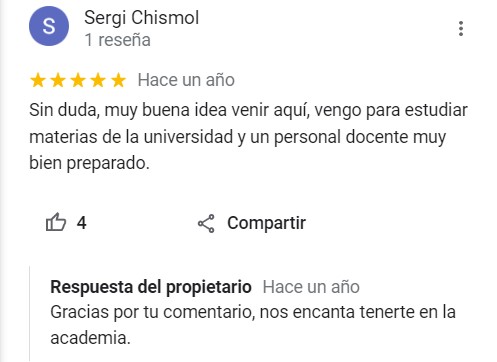 S
Sergi Chismol
1 reseña
Hace un año
Sin duda, muy buena idea venir aquí, vengo para estudiar
materias de la universidad y un personal docente muy
bien preparado.
4
Compartir
Respuesta del propietario Hace un año
Gracias por tu comentario, nos encanta tenerte en la
academia.